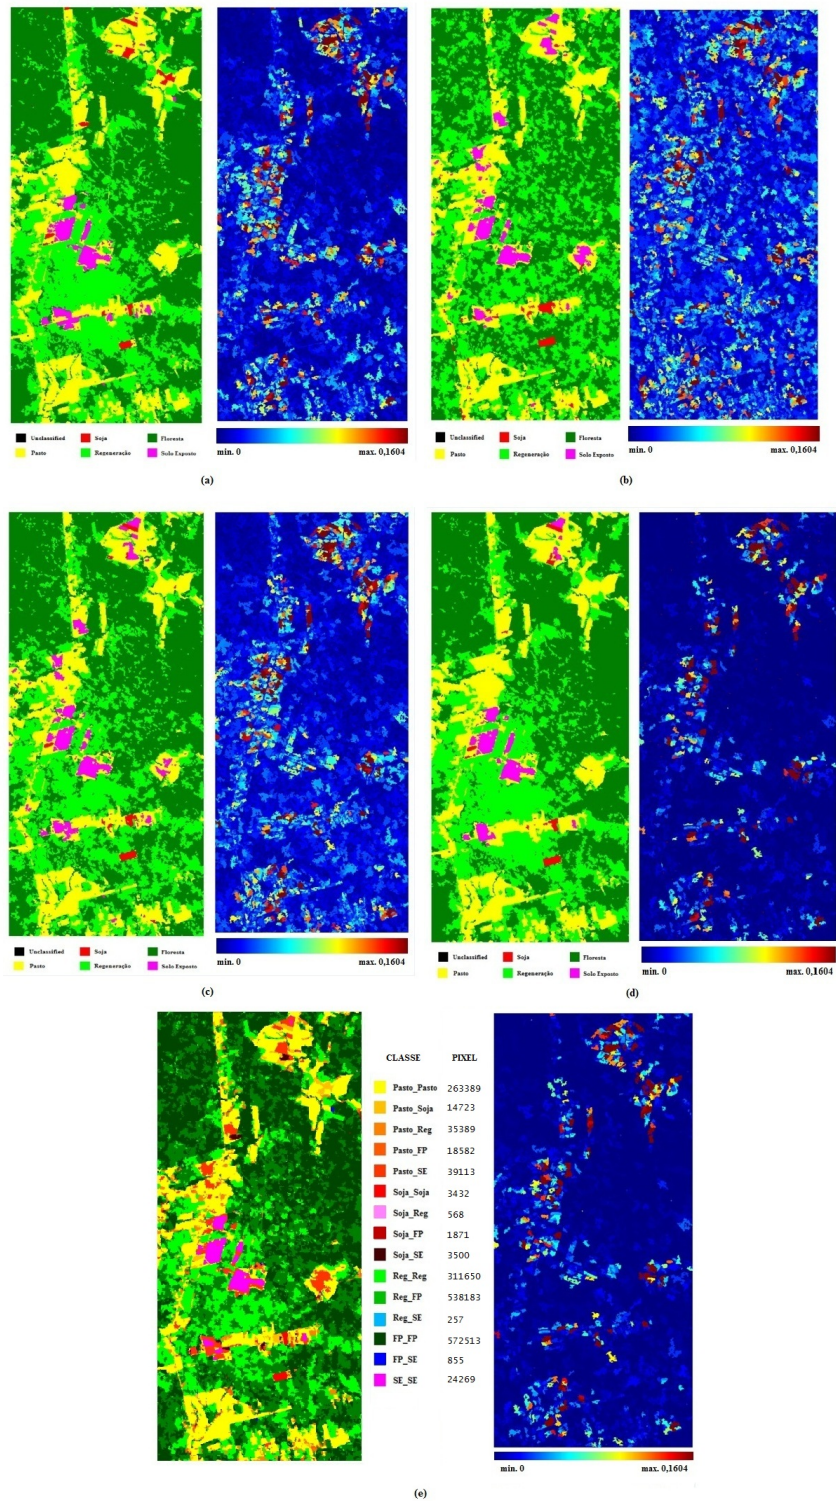 Unclassified Soja Floresta
Pasto Regeneração Solo Exposto
min. 0 max. 0,1604
(a)
Unclassified Soja Floresta
Pasto Regeneração Solo Exposto
min. 0 max. 0,1604
(b)
Unclassified Soja Floresta
Pasto Regeneração Solo Exposto
min. 0 max. 0,1604
(c)
Unclassified Soja Floresta
Pasto Regeneração Solo Exposto
min. 0 max. 0,1604
(d)
CLASSE PIXEL
Pasto_Pasto 263389
Pasto_Soja 14723
Pasto_Reg 35389
Pasto_FP 18582
Pasto_SE 39113
Soja_Soja 3432
Soja_Reg 568
Soja_FP 1871
Soja_SE 3500
Reg_Reg 311650
Reg_FP 538183
Reg_SE 257
FP_FP 572513
FP_SE 855
SE_SE 24269
min. 0 max. 0,1604
(e)